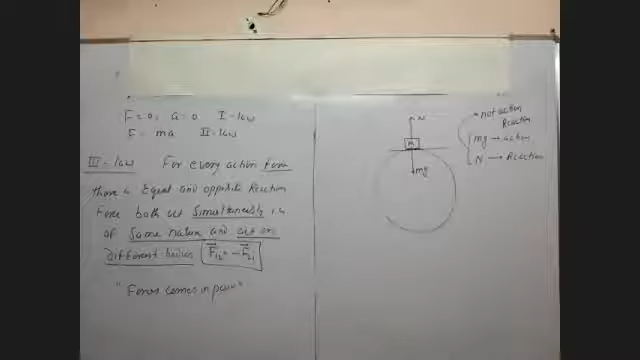 F=0, a=0 I-law
F= ma II-law
III-law For every action force
there is Equal and opposite Reaction
Force both act simultaneously is
of same nature and act on
different bodies F₁₂ = -F₂₁
"Forces comes in pair"
N
m
mg
not action
Reaction
mg → action
N → Reaction